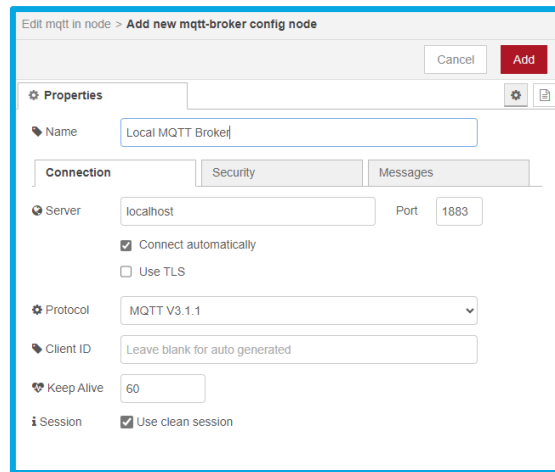 Edit mqtt in node > Add new mqtt-broker config node
Cancel Add
Properties
Name Local MQTT Broker
Connection Security Messages
Server localhost Port 1883
Connect automatically
Use TLS
Protocol MQTT V3.1.1
Client ID Leave blank for auto generated
Keep Alive 60
Session Use clean session